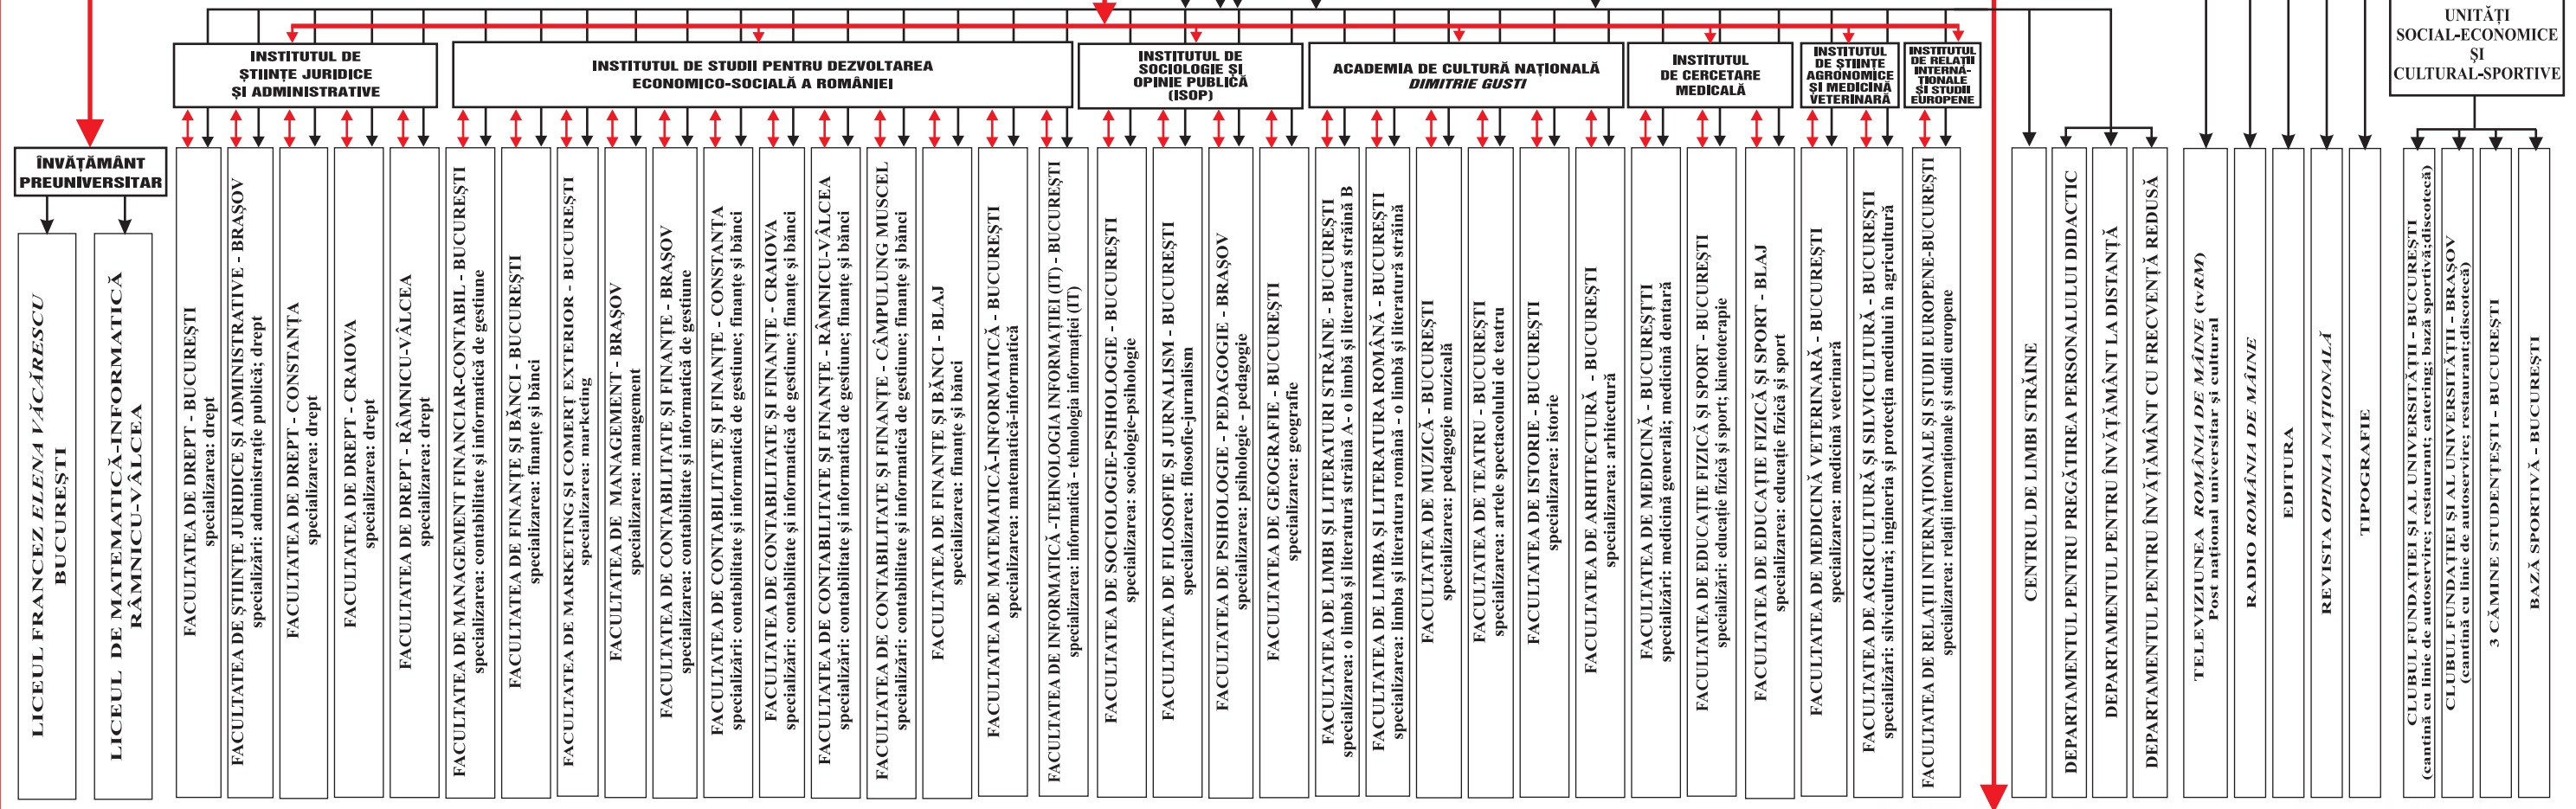 UNITĂȚI
SOCIAL-ECONOMICE
ȘI
CULTURAL-SPORTIVE
INSTITUTUL DE
ȘTIINȚE JURIDICE
ȘI ADMINISTRATIVE
INSTITUTUL DE STUDII PENTRU DEZVOLTAREA
ECONOMICO-SOCIALĂ A ROMÂNIEI
INSTITUTUL DE
SOCIOLOGIE ȘI
OPINIE PUBLICĂ
(ISOP)
ACADEMIA DE CULTURĂ NAȚIONALĂ
DIMITRIE GUSTI
INSTITUTUL
DE CERCETARE
MEDICALĂ
INSTITUTUL
DE ȘTIINȚE
AGRONOMICE
ȘI MEDICINĂ
VETERINARĂ
INSTITUTUL
DE RELAȚII
INTERNA-
ȚIONALE
ȘI STUDII
EUROPENE
ÎNVĂȚĂMÂNT
PREUNIVERSITAR
LICEUL FRANCEZ ELENA VĂCĂRESCU
BUCUREȘTI
LICEUL DE MATEMATICĂ-INFORMATICĂ
RÂMNICU-VÂLCEA
FACULTATEA DE DREPT - BUCUREȘTI
specializarea: drept
FACULTATEA DE ȘTIINȚE JURIDICE ȘI ADMINISTRATIVE - BRAȘOV
specializări: administrație publică; drept
FACULTATEA DE DREPT - CONSTANȚA
specializarea: drept
FACULTATEA DE DREPT - CRAIOVA
specializarea: drept
FACULTATEA DE DREPT - RÂMNICU-VÂLCEA
specializarea: drept
FACULTATEA DE MANAGEMENT FINANCIAR-CONTABIL - BUCUREȘTI
specializarea: contabilitate și informatică de gestiune
FACULTATEA DE FINANȚE ȘI BĂNCI - BUCUREȘTI
specializarea: finanțe și bănci
FACULTATEA DE MARKETING ȘI COMERȚ EXTERIOR - BUCUREȘTI
specializarea: marketing
FACULTATEA DE MANAGEMENT - BRAȘOV
specializarea: management
FACULTATEA DE CONTABILITATE ȘI FINANȚE - BRAȘOV
specializarea: contabilitate și informatică de gestiune
FACULTATEA DE CONTABILITATE ȘI FINANȚE - CONSTANȚA
specializări: contabilitate și informatică de gestiune; finanțe și bănci
FACULTATEA DE CONTABILITATE ȘI FINANȚE - CRAIOVA
specializări: contabilitate și informatică de gestiune; finanțe și bănci
FACULTATEA DE CONTABILITATE ȘI FINANȚE - RÂMNICU-VÂLCEA
specializări: contabilitate și informatică de gestiune; finanțe și bănci
FACULTATEA DE CONTABILITATE ȘI FINANȚE - CÂMPULUNG MUSCEL
specializări: contabilitate și informatică de gestiune; finanțe și bănci
FACULTATEA DE FINANȚE ȘI BĂNCI - BLAJ
specializarea: finanțe și bănci
FACULTATEA DE MATEMATICĂ-INFORMATICĂ - BUCUREȘTI
specializarea: matematică-informatică
FACULTATEA DE INFORMATICĂ -TEHNOLOGIA INFORMAȚIEI (IT) - BUCUREȘTI
specializarea: informatică - tehnologia informației (IT)
FACULTATEA DE SOCIOLOGIE-PSIHOLOGIE - BUCUREȘTI
specializarea: sociologie-psihologie
FACULTATEA DE FILOSOFIE ȘI JURNALISM - BUCUREȘTI
specializarea: filosofie-jurnalism
FACULTATEA DE PSIHOLOGIE - PEDAGOGIE - BRAȘOV
specializarea: psihologie - pedagogie
FACULTATEA DE GEOGRAFIE - BUCUREȘTI
specializarea: geografie
FACULTATEA DE LIMBI ȘI LITERATURI STRĂINE - BUCUREȘTI
specializarea: o limbă și literatură străină A - o limbă și literatură străină B
FACULTATEA DE LIMBA ȘI LITERATURA ROMÂNĂ - BUCUREȘTI
specializarea: limba și literatura română - o limbă și literatură străină
FACULTATEA DE MUZICĂ - BUCUREȘTI
specializarea: pedagogie muzicală
FACULTATEA DE TEATRU - BUCUREȘTI
specializarea: artele spectacolului de teatru
FACULTATEA DE ISTORIE - BUCUREȘTI
specializarea: istorie
FACULTATEA DE ARHITECTURĂ - BUCUREȘTI
specializarea: arhitectură
FACULTATEA DE MEDICINĂ - BUCUREȘTI
specializări: medicină generală; medicină dentară
FACULTATEA DE EDUCAȚIE FIZICĂ ȘI SPORT - BUCUREȘTI
specializări: educație fizică și sport; kinetoterapie
FACULTATEA DE EDUCAȚIE FIZICĂ ȘI SPORT - BLAJ
specializarea: educație fizică și sport
FACULTATEA DE MEDICINĂ VETERINARĂ - BUCUREȘTI
specializarea: medicină veterinară
FACULTATEA DE AGRICULTURĂ ȘI SILVICULTURĂ - BUCUREȘTI
specializări: silvicultură; ingineria și protecția mediului în agricultură
FACULTATEA DE RELAȚII INTERNAȚIONALE ȘI STUDII EUROPENE-BUCUREȘTI
specializarea: relații internaționale și studii europene
CENTRUL DE LIMBI STRĂINE
DEPARTAMENTUL PENTRU PREGĂTIREA PERSONALULUI DIDACTIC
DEPARTAMENTUL PENTRU ÎNVĂȚĂMÂNT LA DISTANȚĂ
DEPARTAMENTUL PENTRU ÎNVĂȚĂMÂNT CU FRECVENȚĂ REDUSĂ
TELEVIZIUNEA ROMÂNIA DE MÂINE (tvRM)
Post național universitar și cultural
RADIO ROMÂNIA DE MÂINE
EDITURA
REVISTA OPINIA NAȚIONALĂ
TIPOGRAFIE
CLUBUL FUNDAȚIEI ȘI AL UNIVERSITĂȚII - BUCUREȘTI
(cantină cu linie de autoservire; restaurant; catering; bază sportivă;discotecă)
CLUBUL FUNDAȚIEI ȘI AL UNIVERSITĂȚII - BRAȘOV
(cantină cu linie de autoservire; restaurant;discotecă)
3 CĂMINE STUDENȚEȘTI - BUCUREȘTI
BAZĂ SPORTIVĂ - BUCUREȘTI